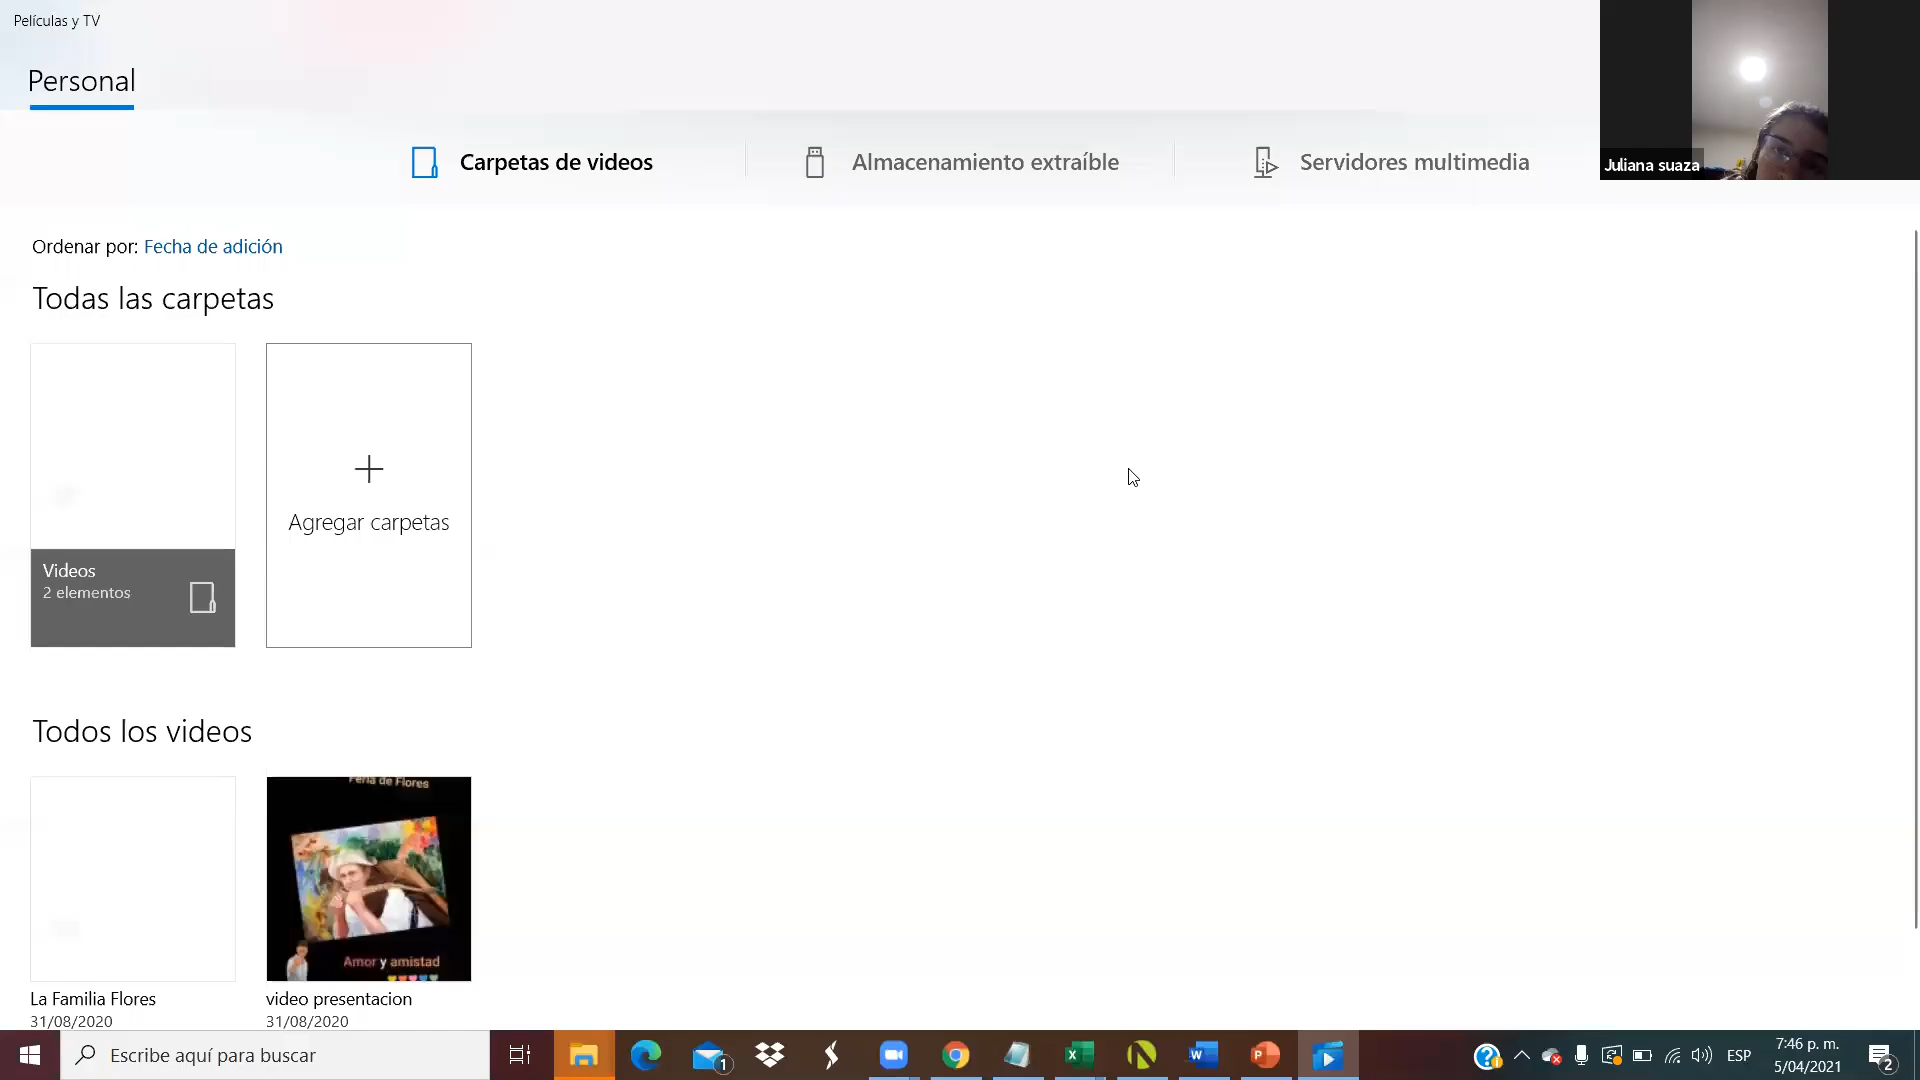 Películas y TV
Personal
Carpetas de videos
Almacenamiento extraíble
Servidores multimedia
Juliana suaza
Ordenar por: Fecha de adición
Todas las carpetas
Agregar carpetas
Videos
2 elementos
Todos los videos
Feria de Flores
Amor y amistad
La Familia Flores
31/08/2020
video presentacion
31/08/2020
Escribe aquí para buscar
1
ESP
7:46 p. m.
5/04/2021
2